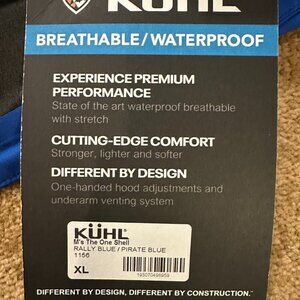 KÜHL
BREATHABLE/WATERPROOF
EXPERIENCE PREMIUM
PERFORMANCE
State of the art waterproof breathable
with stretch
CUTTING-EDGE COMFORT
Stronger, lighter and softer
DIFFERENT BY DESIGN
One-handed hood adjustments and
underarm venting system
KÜHL
M's The One Shell
RALLY BLUE / PIRATE BLUE
1156
XL
DIFFERENT BY DESIGN, DIFFERENT BY CONSTRUCTION.